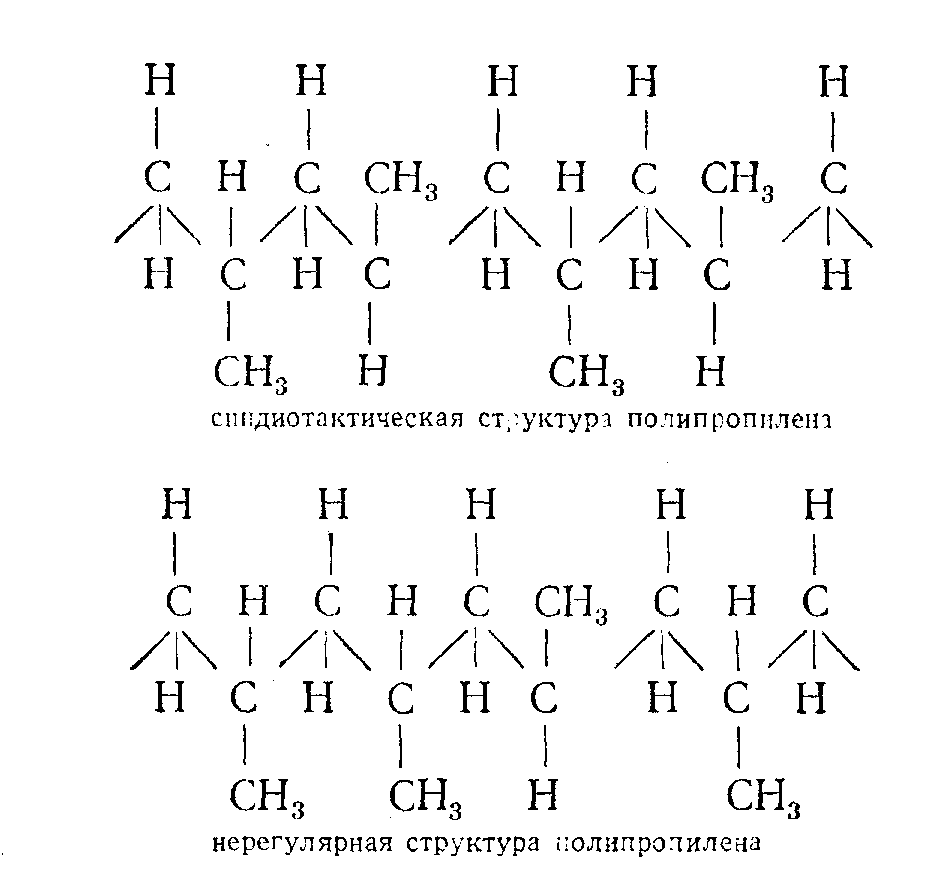 H H H H H
C H C CH₃ C H C CH₃ C
H C H C H C H C H
CH₃ H CH₃ H
синдиотактическая структура полипропилена
H H H H H
C H C H C CH₃ C H C
H C H C H C H C H
CH₃ CH₃ H CH₃
нерегулярная структура полипропилена